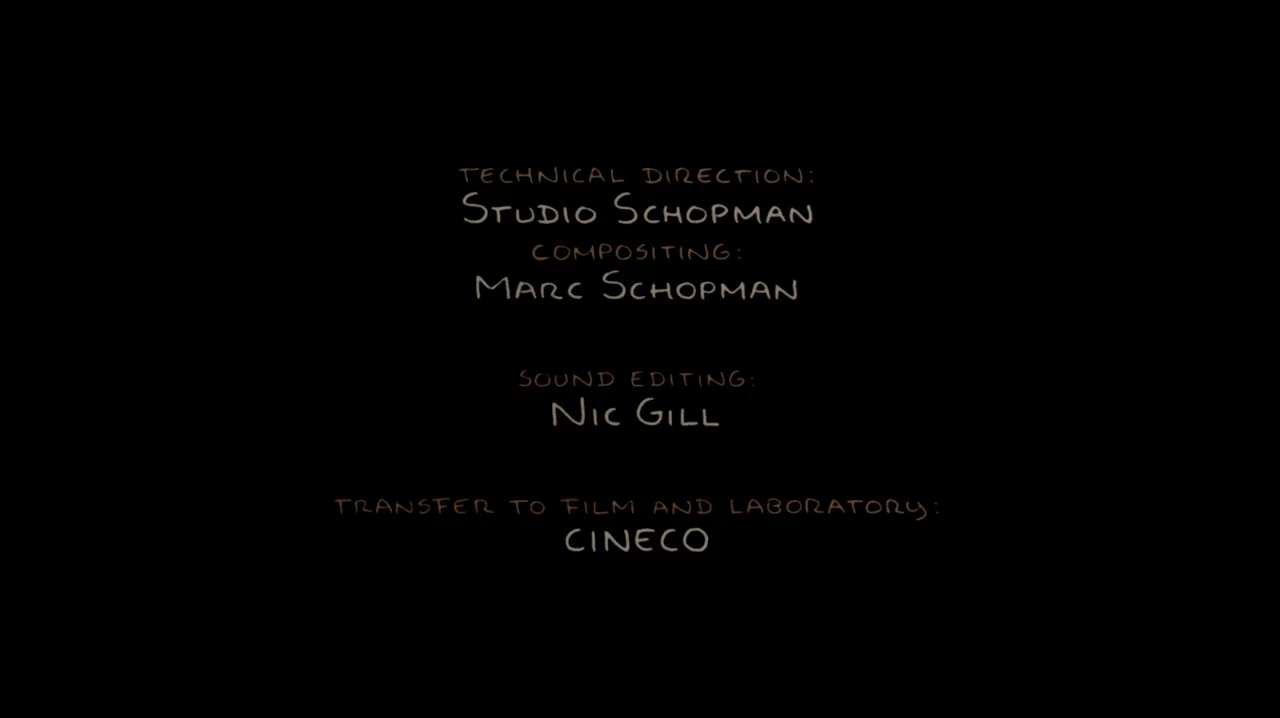 TECHNICAL DIRECTION:
STUDIO SCHOPMAN
COMPOSITING:
MARC SCHOPMAN
SOUND EDITING:
NIC GILL
TRANSFER TO FILM AND LABORATORY:
CINECO